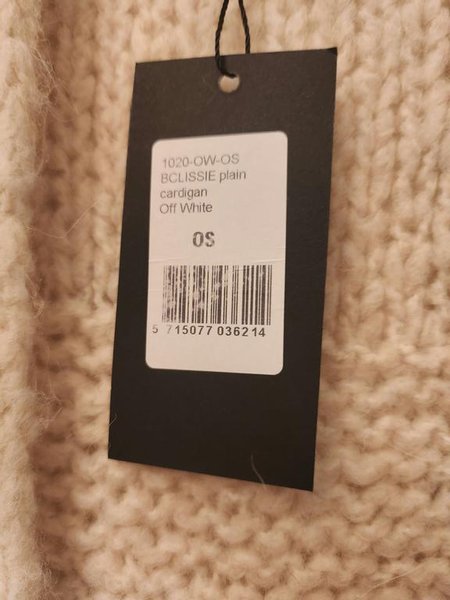 1020-OW-OS
BCLISSIE plain
cardigan
Off White
OS
5 715077 036214